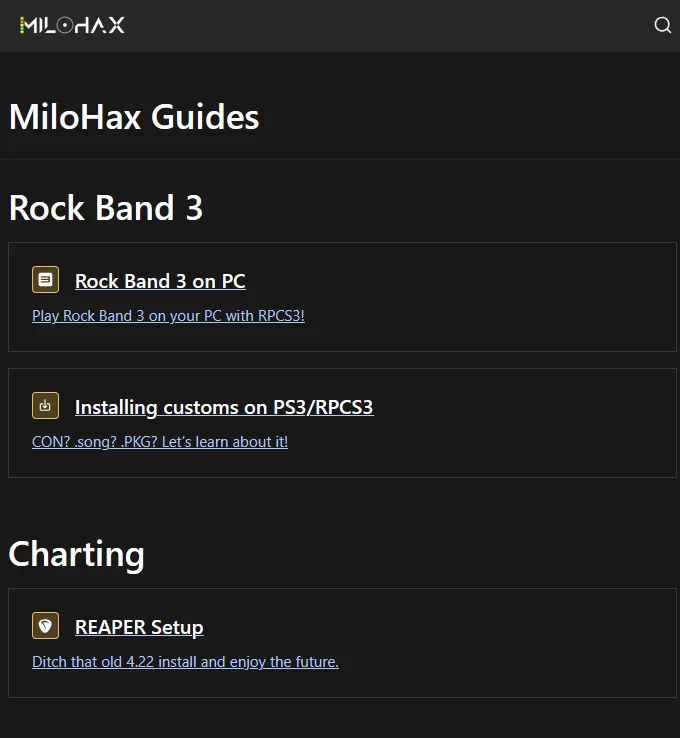 MILOHAX
MiloHax Guides
Rock Band 3
Rock Band 3 on PC
Play Rock Band 3 on your PC with RPCS3!
Installing customs on PS3/RPCS3
CON? .song? .PKG? Let’s learn about it!
Charting
REAPER Setup
Ditch that old 4.22 install and enjoy the future.